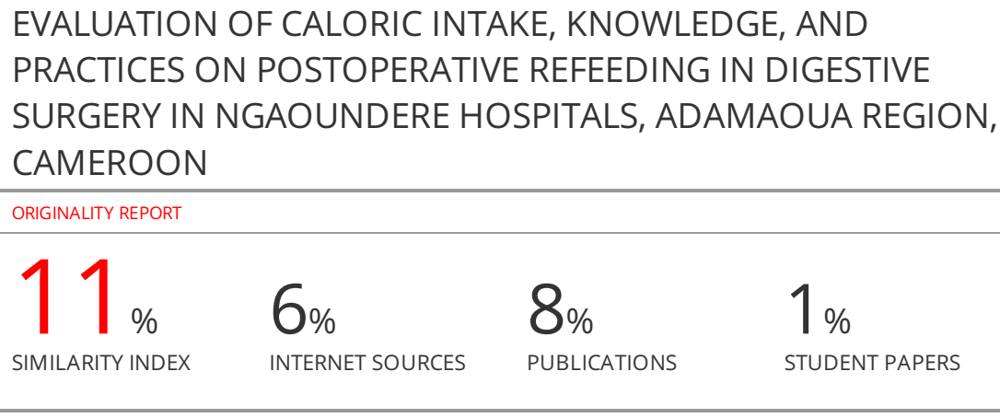 EVALUATION OF CALORIC INTAKE, KNOWLEDGE, AND
PRACTICES ON POSTOPERATIVE REFEEDING IN DIGESTIVE
SURGERY IN NGAOUNDERE HOSPITALS, ADAMAOUA REGION,
CAMEROON
ORIGINALITY REPORT
11% 6% 8% 1%
SIMILARITY INDEX INTERNET SOURCES PUBLICATIONS STUDENT PAPERS